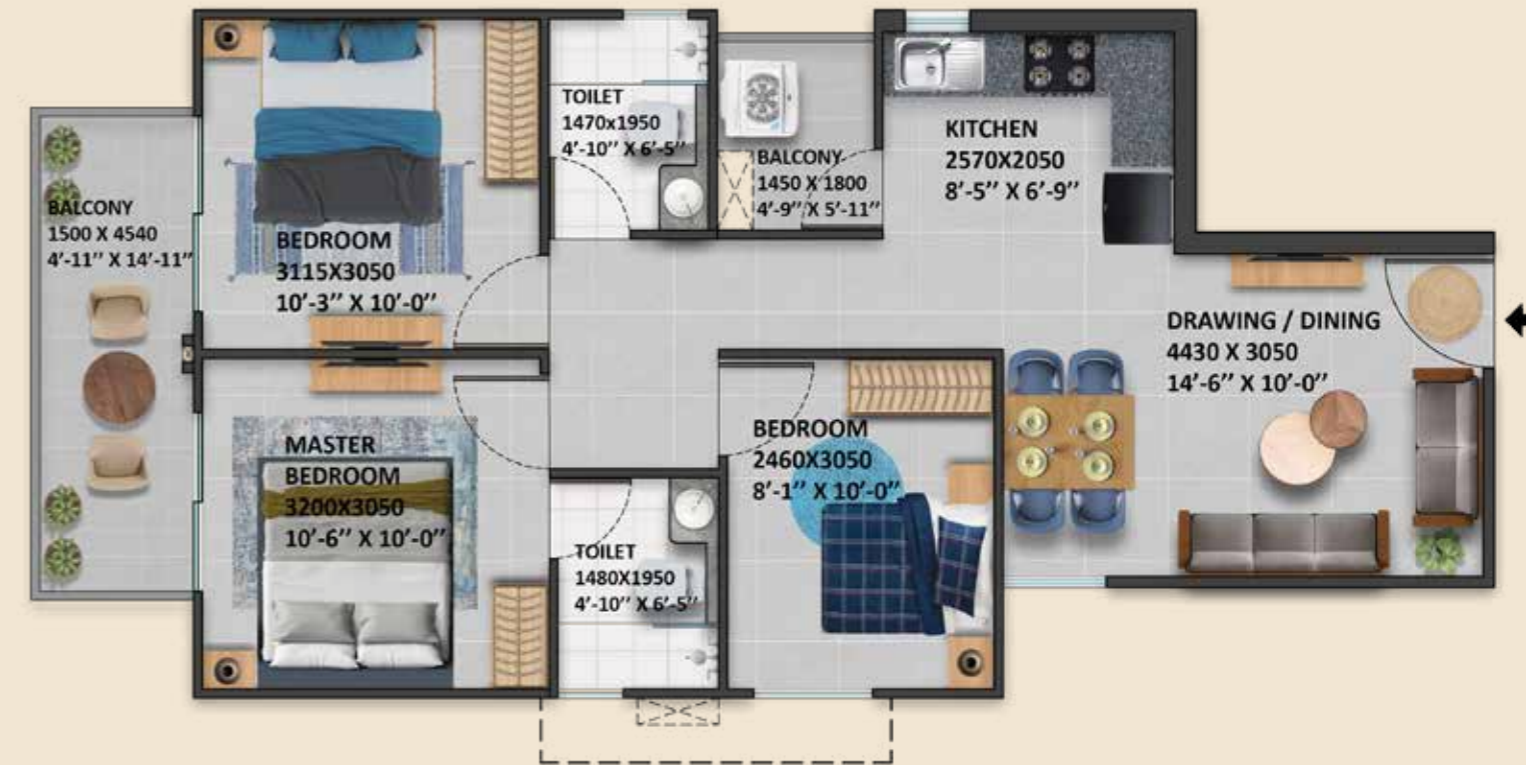 TOILET
1470x1950
4'-10'' X 6'-5''
KITCHEN
2570X2050
8'-5'' X 6'-9''
BALCONY
1450 X 1800
4'-9'' X 5'-11''
BALCONY
1500 X 4540
4'-11'' X 14'-11''
BEDROOM
3115X3050
10'-3'' X 10'-0''
DRAWING / DINING
4430 X 3050
14'-6'' X 10'-0''
MASTER
BEDROOM
3200X3050
10'-6'' X 10'-0''
BEDROOM
2460X3050
8'-1'' X 10'-0''
TOILET
1480X1950
4'-10'' X 6'-5''